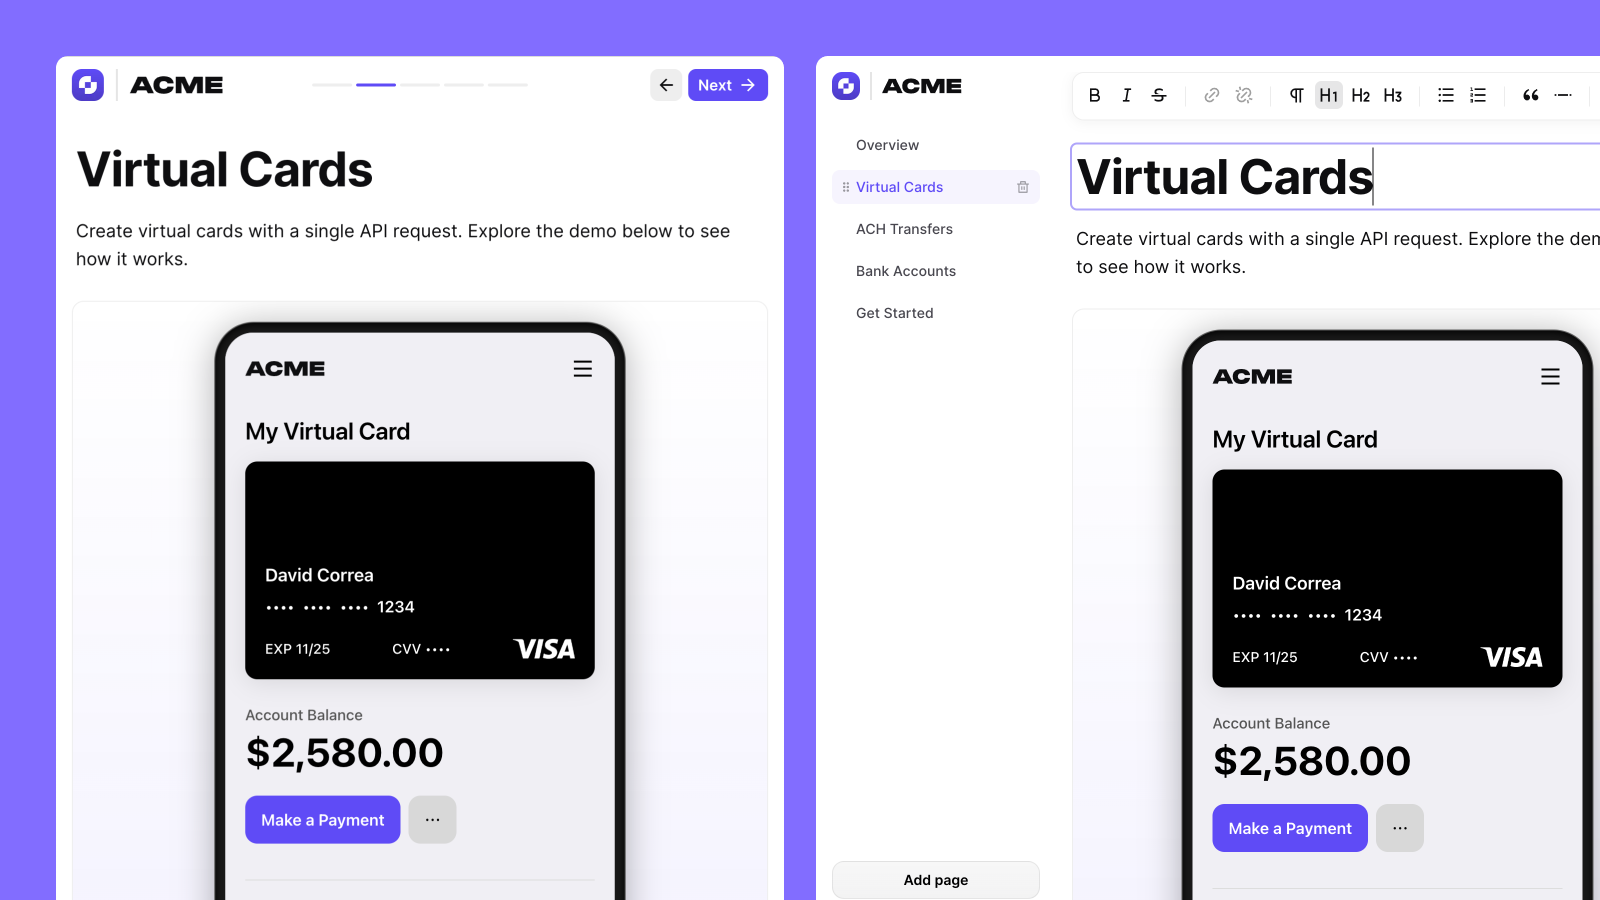 ACME
Next
Virtual Cards
Create virtual cards with a single API request. Explore the demo below to see
how it works.
ACME
My Virtual Card
David Correa
•••• •••• •••• 1234
EXP 11/25 CVV •••• VISA
Account Balance
$2,580.00
Make a Payment ···
ACME
B I S ¶ H1 H2 H3
Overview
Virtual Cards
ACH Transfers
Bank Accounts
Get Started
Add page
Virtual Cards
Create virtual cards with a single API request. Explore the
to see how it works.
ACME
My Virtual Card
David Correa
•••• •••• •••• 1234
EXP 11/25 CVV •••• VISA
Account Balance
$2,580.00
Make a Payment ···